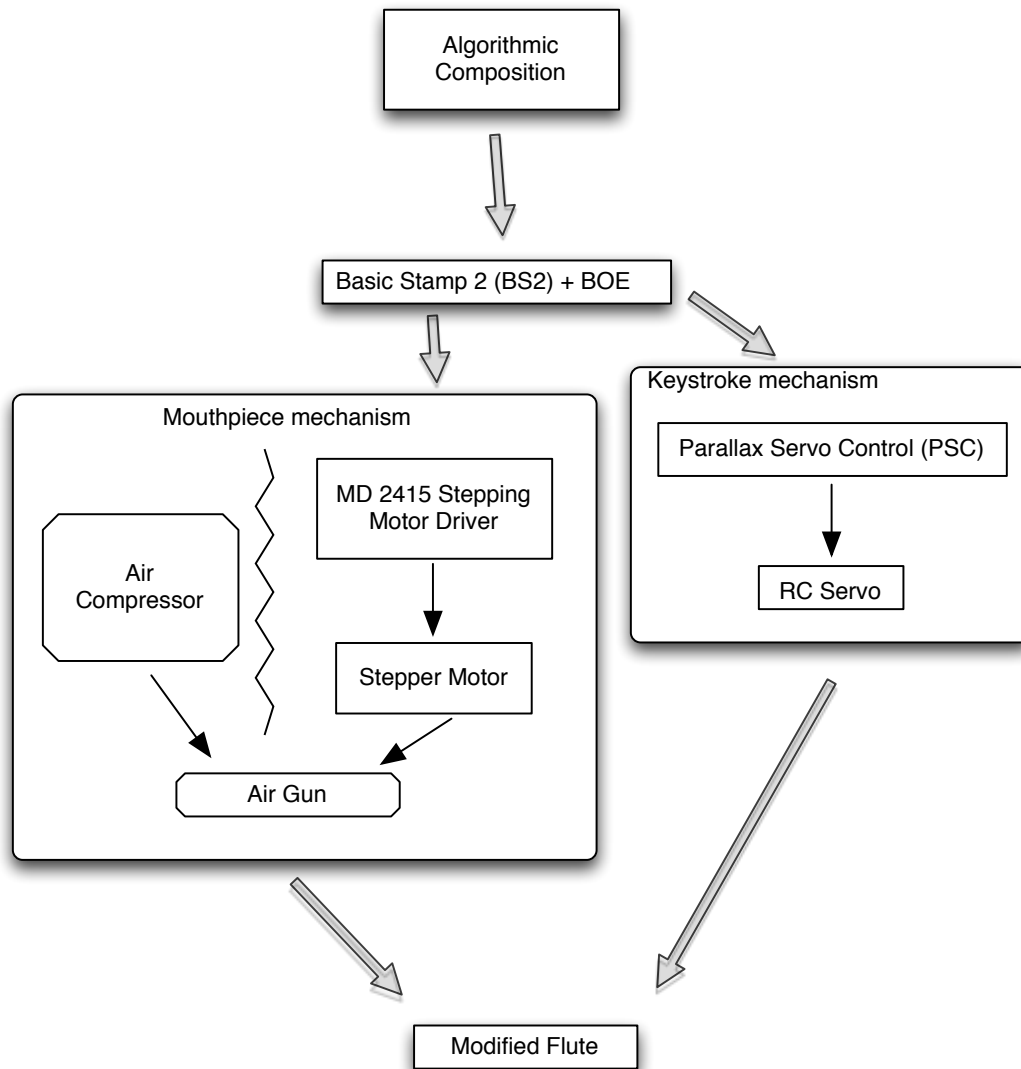 Algorithmic
Composition
Basic Stamp 2 (BS2) + BOE
Mouthpiece mechanism
Air
Compressor
MD 2415 Stepping
Motor Driver
Stepper Motor
Air Gun
Keystroke mechanism
Parallax Servo Control (PSC)
RC Servo
Modified Flute